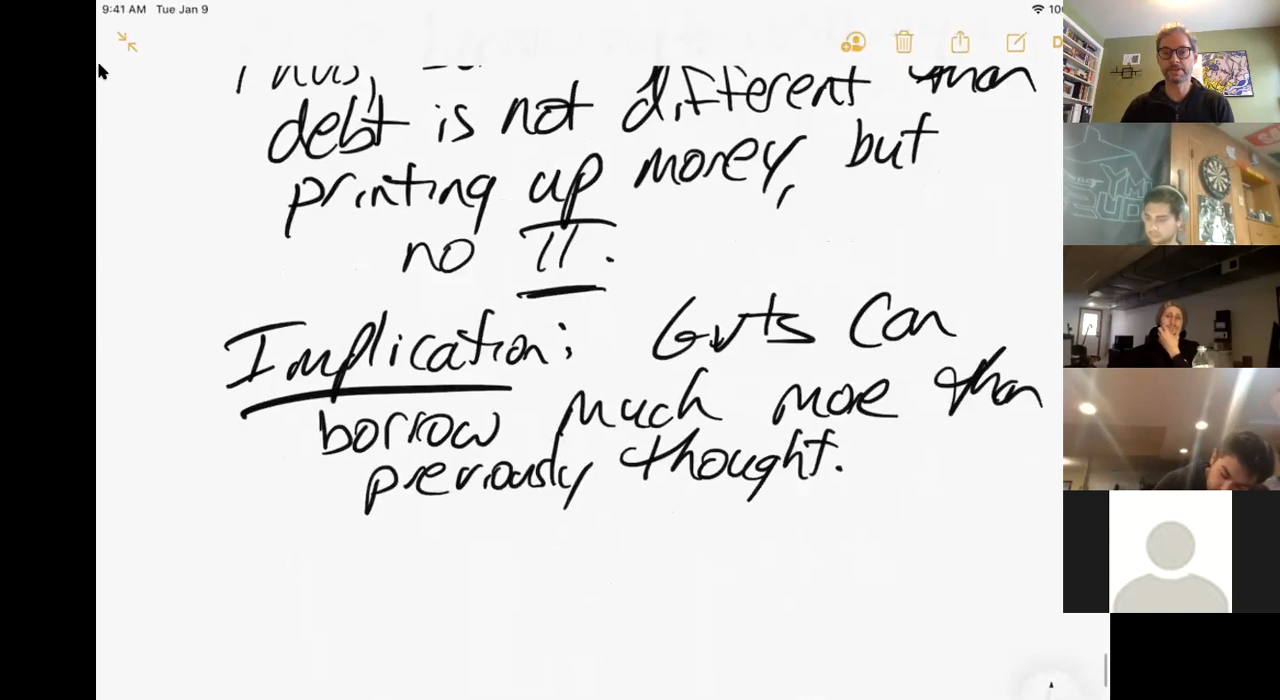 9:41 AM Tue Jan 9
debt is not different than
printing up money, but
no π.
Implication: Gvts can
borrow much more than
previously thought.